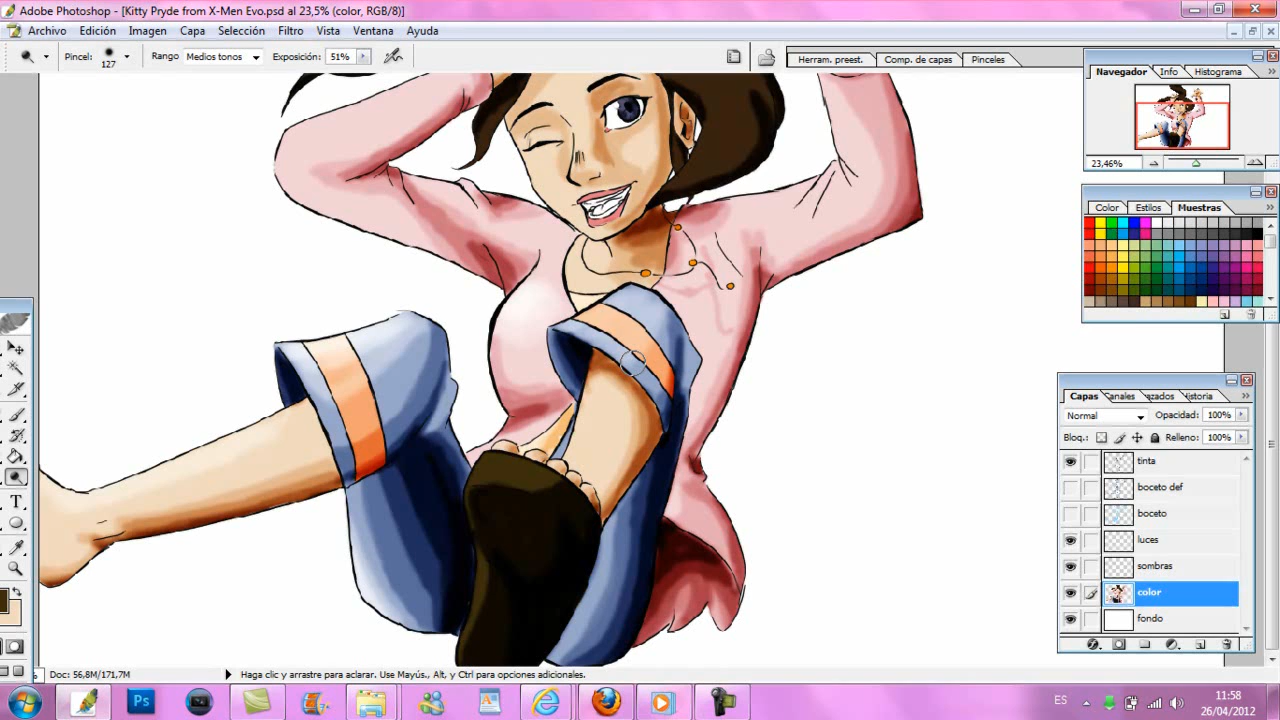 Adobe Photoshop - [Kitty Pryde from X-Men Evo.psd al 23,5% (color, RGB/8)]
Archivo Edición Imagen Capa Selección Filtro Vista Ventana Ayuda
Pincel: 127 Rango Medios tonos Exposición: 51%
Herram. preest. Comp. de capas Pinceles
Navegador Info Histograma
23,46%
Color Estilos Muestras
Capas Canales Historia
Normal Opacidad: 100%
Bloq.: Relleno: 100%
tinta
boceto def
boceto
luces
sombras
color
fondo
Doc: 56,8M/171,7M Haga clic y arrastre para aclarar. Use Mayús., Alt, y Ctrl para opciones adicionales.
Ps
ES 11:58
26/04/2012